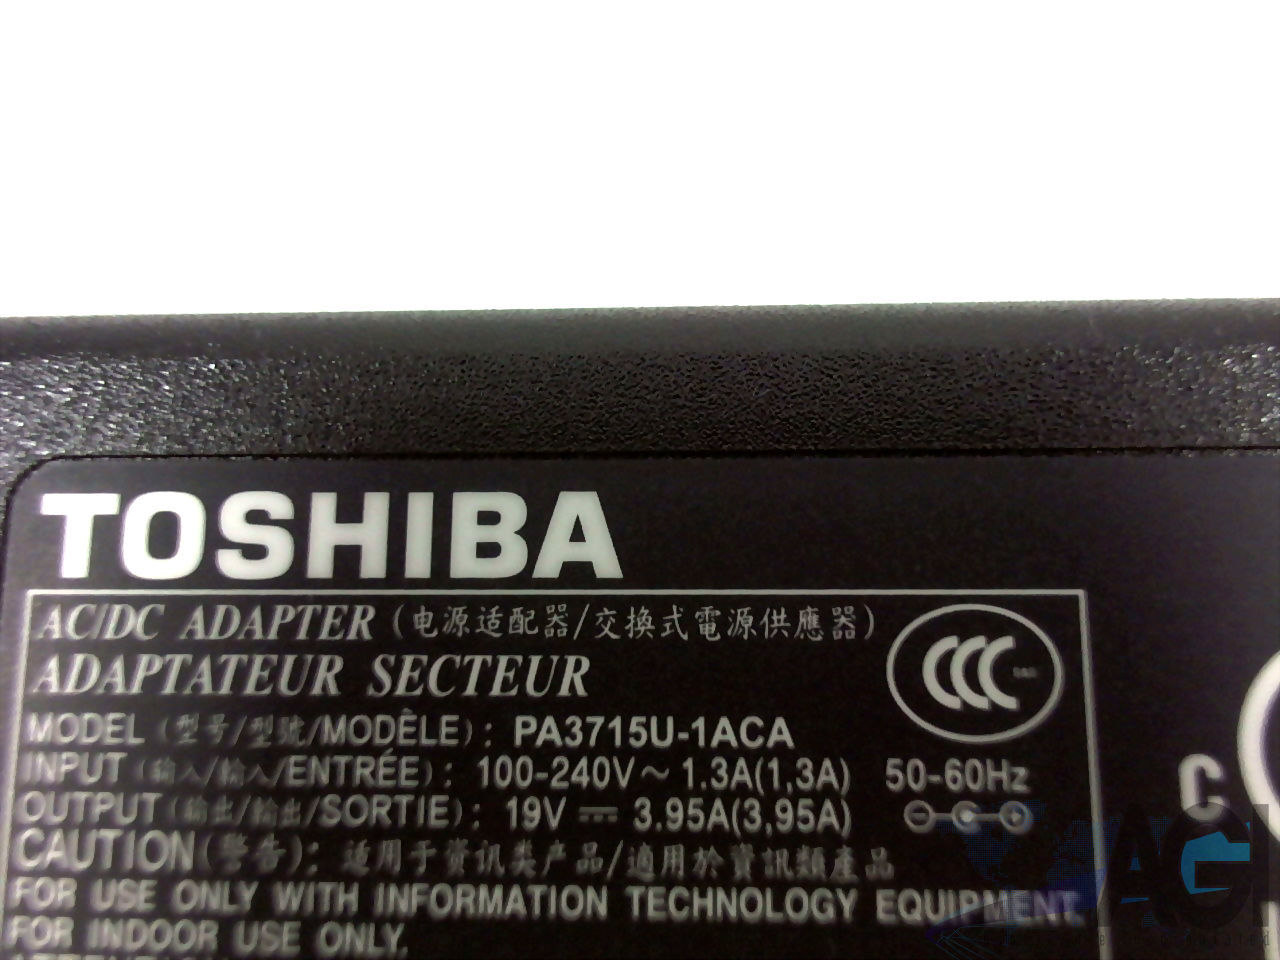 TOSHIBA
AC/DC ADAPTER (电源适配器/交換式電源供應器)
ADAPTATEUR SECTEUR
MODEL (型号/型號/MODÈLE): PA3715U-1ACA
INPUT (输入/輸入/ENTRÉE): 100-240V~ 1.3A(1,3A) 50-60Hz
OUTPUT (输出/輸出/SORTIE): 19V ⎓ 3.95A(3,95A)
CAUTION (警告): 适用于资讯类产品/適用於資訊類產品
FOR USE ONLY WITH INFORMATION TECHNOLOGY EQUIPMENT.
FOR INDOOR USE ONLY.
CCC
C
AGI